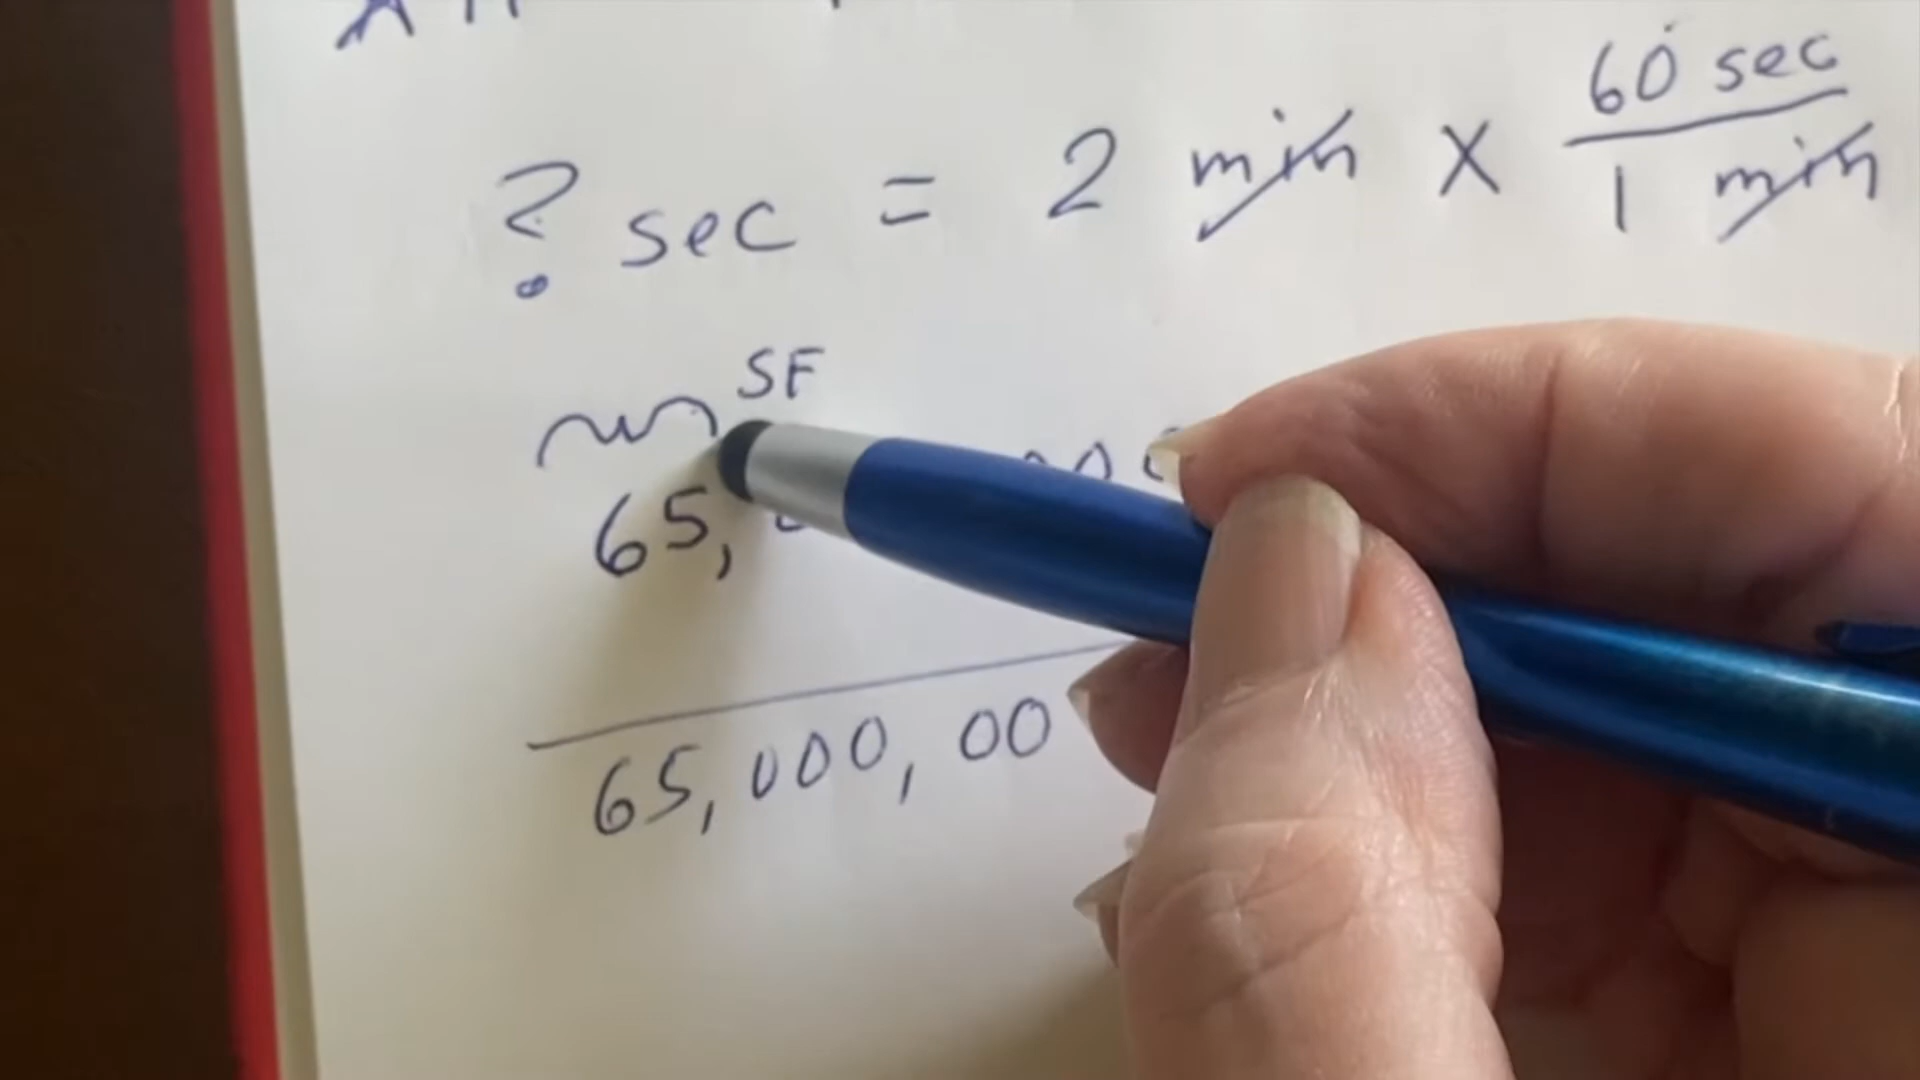 60 sec
? sec = 2 min x
1 min
SF
65,
65,000,00